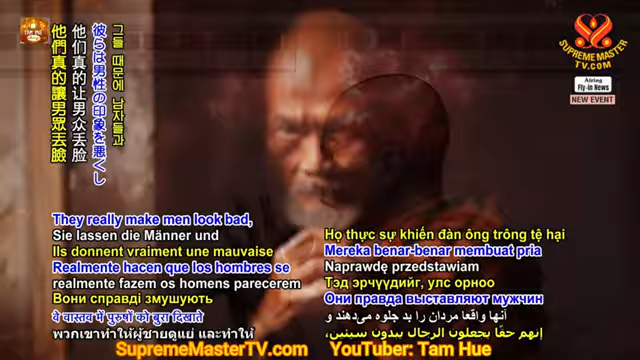 SUPREME MASTER
TV.COM
Airing
Fly-in News
NEW EVENT
그들 때문에 남자들과
彼らは男性の印象を悪くし
他们真的让男众丢脸
他們真的讓男眾丟臉
They really make men look bad,
Sie lassen die Männer und
Ils donnent vraiment une mauvaise
Realmente hacen que los hombres se
realmente fazem os homens parecerem
Вони справді змушують
वे वास्तव में पुरुषों को बुरा दिखाते
พวกเขาทำให้ผู้ชายดูแย่ และทำให้
Họ thực sự khiến đàn ông trông tệ hại
Mereka benar-benar membuat pria
Naprawdę przedstawiam
Тэд эрчүүдийг, улс орноо
Они правда выставляют мужчин
آنها واقعا مردان را بد جلوه می‌دهند و
إنهم حقًا يجعلون الرجال يبدون سيئين،
SupremeMasterTV.com YouTuber: Tam Hue